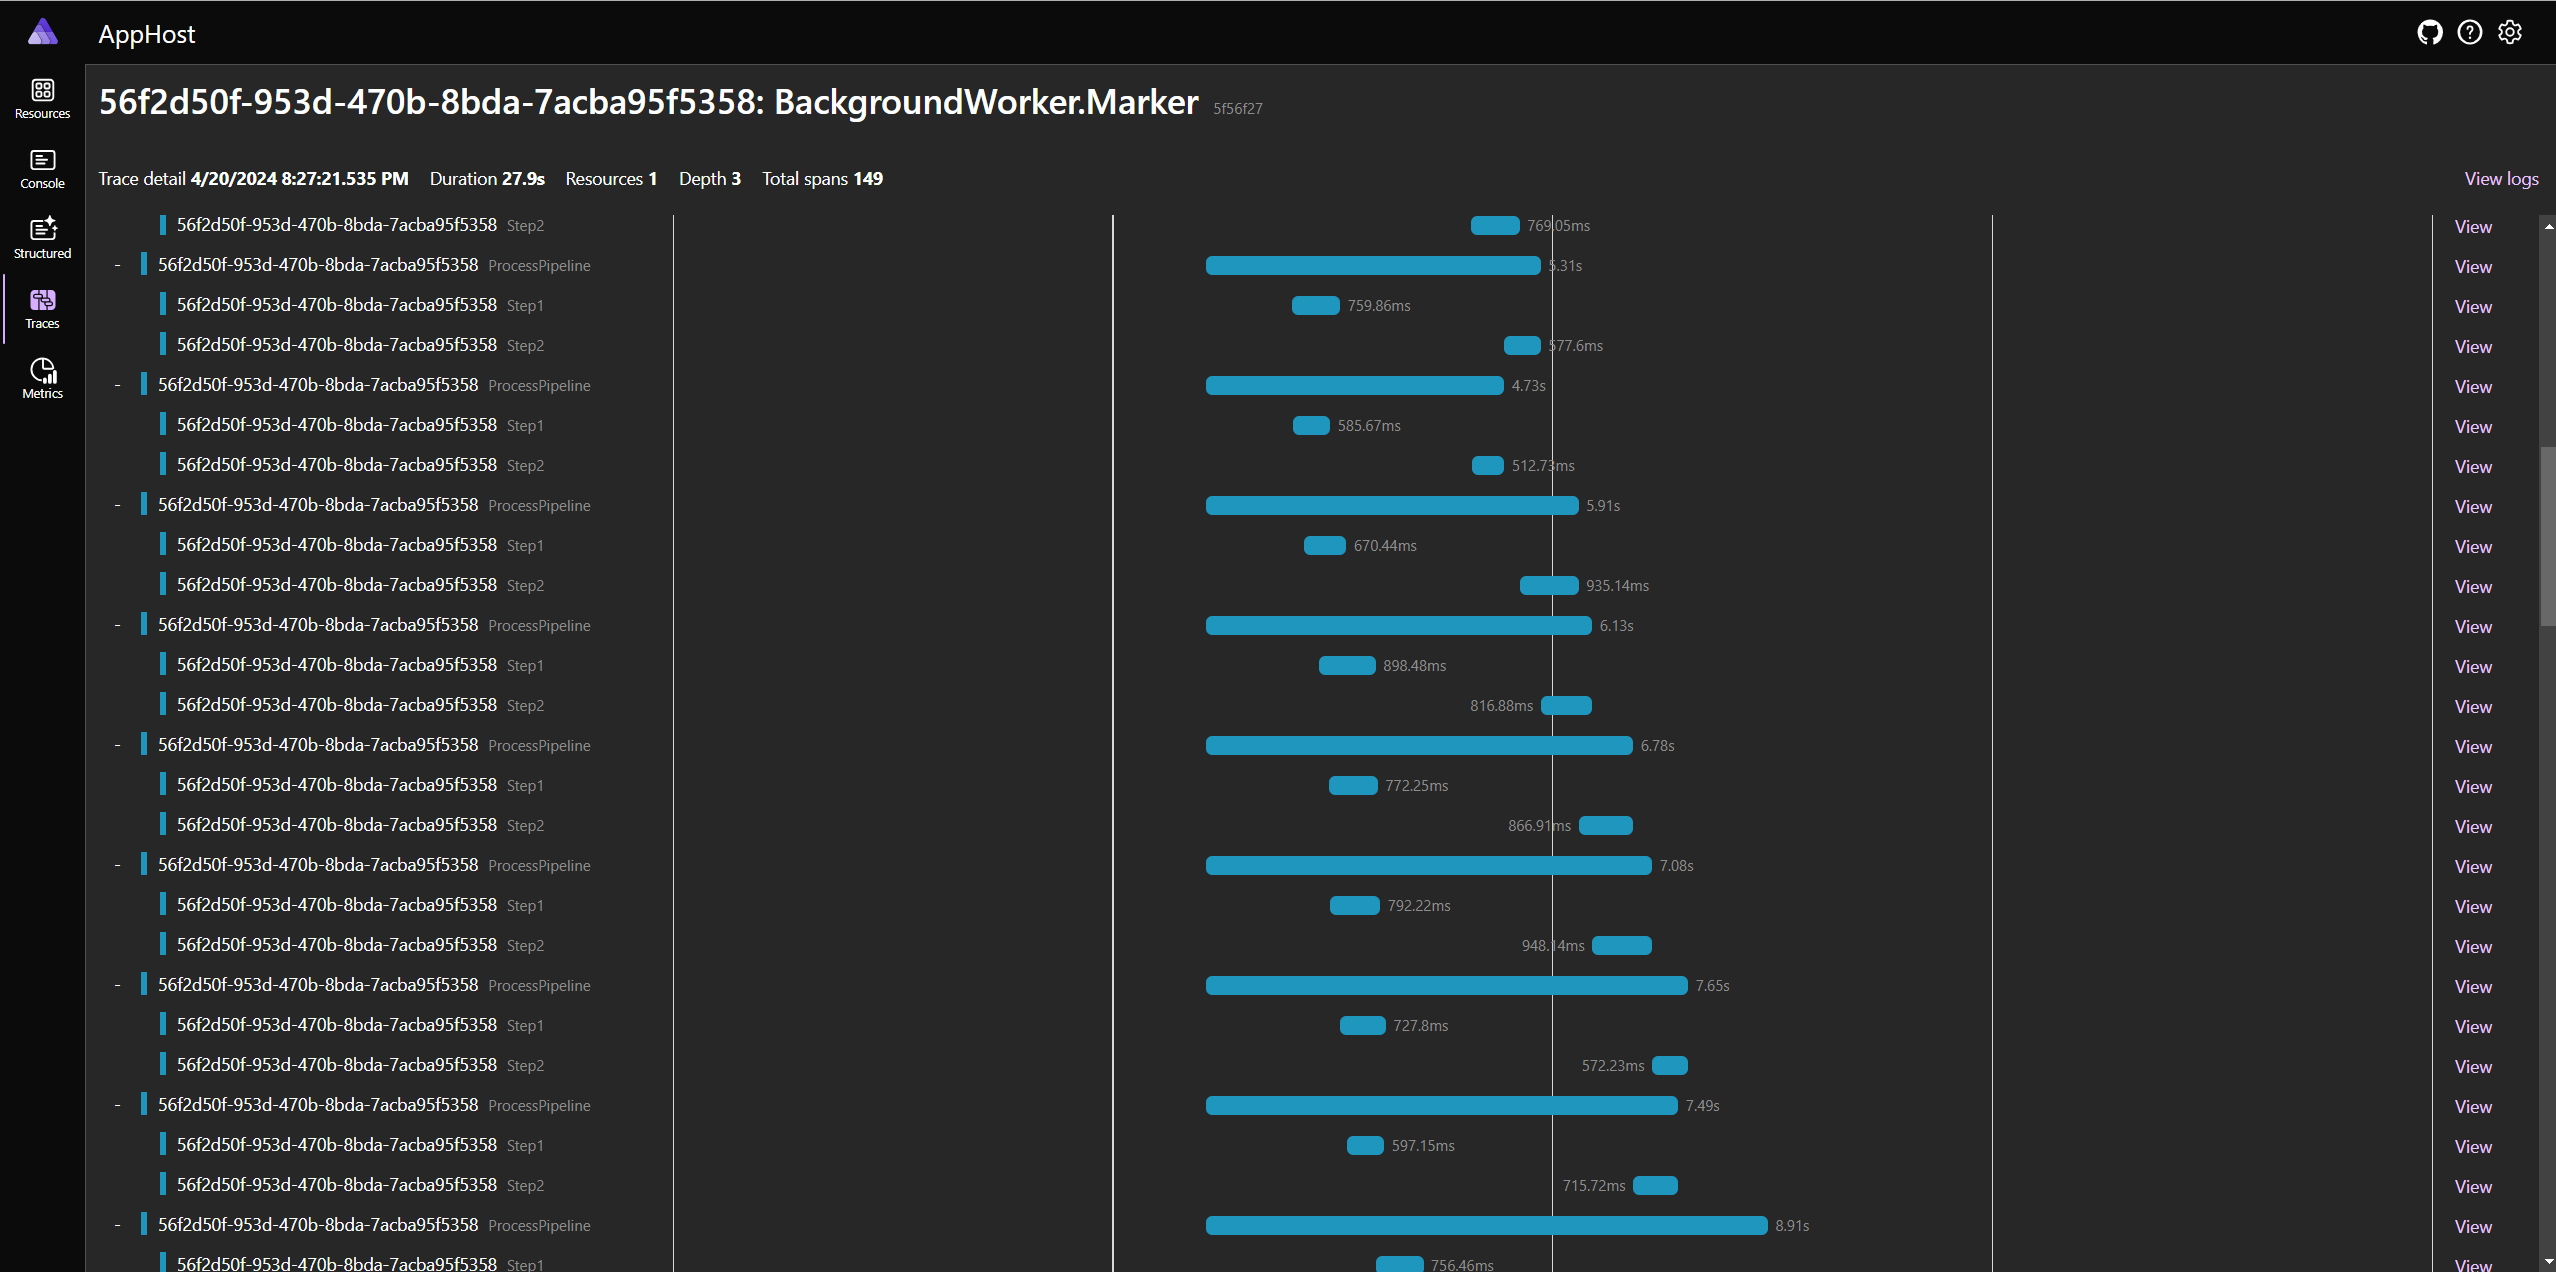 AppHost
Resources
Console
Structured
Traces
Metrics
56f2d50f-953d-470b-8bda-7acba95f5358: BackgroundWorker.Marker 5f56f27
Trace detail 4/20/2024 8:27:21.535 PM Duration 27.9s Resources 1 Depth 3 Total spans 149 View logs
56f2d50f-953d-470b-8bda-7acba95f5358 Step2 769.05ms View
- 56f2d50f-953d-470b-8bda-7acba95f5358 ProcessPipeline 5.31s View
56f2d50f-953d-470b-8bda-7acba95f5358 Step1 759.86ms View
56f2d50f-953d-470b-8bda-7acba95f5358 Step2 577.6ms View
- 56f2d50f-953d-470b-8bda-7acba95f5358 ProcessPipeline 4.73s View
56f2d50f-953d-470b-8bda-7acba95f5358 Step1 585.67ms View
56f2d50f-953d-470b-8bda-7acba95f5358 Step2 512.73ms View
- 56f2d50f-953d-470b-8bda-7acba95f5358 ProcessPipeline 5.91s View
56f2d50f-953d-470b-8bda-7acba95f5358 Step1 670.44ms View
56f2d50f-953d-470b-8bda-7acba95f5358 Step2 935.14ms View
- 56f2d50f-953d-470b-8bda-7acba95f5358 ProcessPipeline 6.13s View
56f2d50f-953d-470b-8bda-7acba95f5358 Step1 898.48ms View
56f2d50f-953d-470b-8bda-7acba95f5358 Step2 816.88ms View
- 56f2d50f-953d-470b-8bda-7acba95f5358 ProcessPipeline 6.78s View
56f2d50f-953d-470b-8bda-7acba95f5358 Step1 772.25ms View
56f2d50f-953d-470b-8bda-7acba95f5358 Step2 866.91ms View
- 56f2d50f-953d-470b-8bda-7acba95f5358 ProcessPipeline 7.08s View
56f2d50f-953d-470b-8bda-7acba95f5358 Step1 792.22ms View
56f2d50f-953d-470b-8bda-7acba95f5358 Step2 948.14ms View
- 56f2d50f-953d-470b-8bda-7acba95f5358 ProcessPipeline 7.65s View
56f2d50f-953d-470b-8bda-7acba95f5358 Step1 727.8ms View
56f2d50f-953d-470b-8bda-7acba95f5358 Step2 572.23ms View
- 56f2d50f-953d-470b-8bda-7acba95f5358 ProcessPipeline 7.49s View
56f2d50f-953d-470b-8bda-7acba95f5358 Step1 597.15ms View
56f2d50f-953d-470b-8bda-7acba95f5358 Step2 715.72ms View
- 56f2d50f-953d-470b-8bda-7acba95f5358 ProcessPipeline 8.91s View
56f2d50f-953d-470b-8bda-7acba95f5358 Step1 756.46ms View